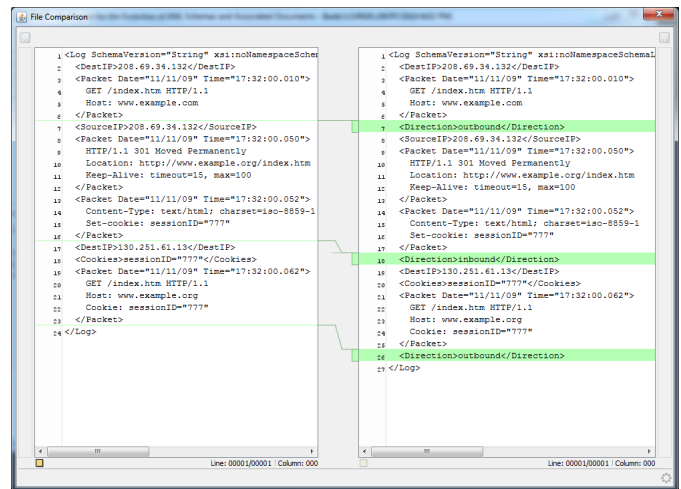 File Comparison
1 <Log SchemaVersion="String" xsi:noNamespaceSchem
2 <DestIP>208.69.34.132</DestIP>
3 <Packet Date="11/11/09" Time="17:32:00.010">
4 GET /index.htm HTTP/1.1
5 Host: www.example.com
6 </Packet>
7 <SourceIP>208.69.34.132</SourceIP>
8 <Packet Date="11/11/09" Time="17:32:00.050">
9 HTTP/1.1 301 Moved Permanently
10 Location: http://www.example.org/index.htm
11 Keep-Alive: timeout=15, max=100
12 </Packet>
13 <Packet Date="11/11/09" Time="17:32:00.052">
14 Content-Type: text/html; charset=iso-8859-1
15 Set-cookie: sessionID="777"
16 </Packet>
17 <DestIP>130.251.61.13</DestIP>
18 <Cookies>sessionID="777"</Cookies>
19 <Packet Date="11/11/09" Time="17:32:00.062">
20 GET /index.htm HTTP/1.1
21 Host: www.example.org
22 Cookie: sessionID="777"
23 </Packet>
24 </Log>
Line: 00001/00001 Column: 000
1 <Log SchemaVersion="String" xsi:noNamespaceSchemaL
2 <DestIP>208.69.34.132</DestIP>
3 <Packet Date="11/11/09" Time="17:32:00.010">
4 GET /index.htm HTTP/1.1
5 Host: www.example.com
6 </Packet>
7 <Direction>outbound</Direction>
8 <SourceIP>208.69.34.132</SourceIP>
9 <Packet Date="11/11/09" Time="17:32:00.050">
10 HTTP/1.1 301 Moved Permanently
11 Location: http://www.example.org/index.htm
12 Keep-Alive: timeout=15, max=100
13 </Packet>
14 <Packet Date="11/11/09" Time="17:32:00.052">
15 Content-Type: text/html; charset=iso-8859-1
16 Set-cookie: sessionID="777"
17 </Packet>
18 <Direction>inbound</Direction>
19 <DestIP>130.251.61.13</DestIP>
20 <Cookies>sessionID="777"</Cookies>
21 <Packet Date="11/11/09" Time="17:32:00.062">
22 GET /index.htm HTTP/1.1
23 Host: www.example.org
24 Cookie: sessionID="777"
25 </Packet>
26 <Direction>outbound</Direction>
27 </Log>
Line: 00001/00001 Column: 000